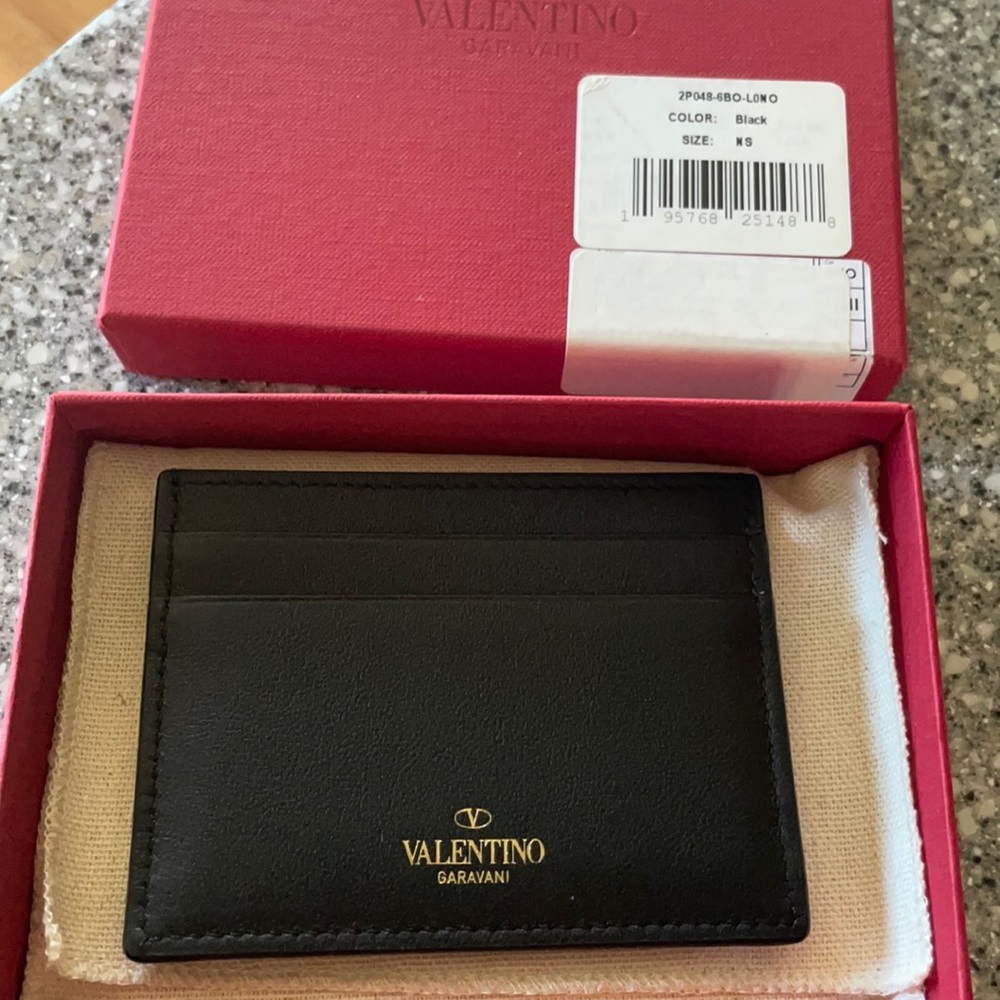 VALENTINO
GARAVANI
2P048-6BO-L0NO
COLOR: Black
SIZE: NS
1 95768 25148 8
V
VALENTINO
GARAVANI